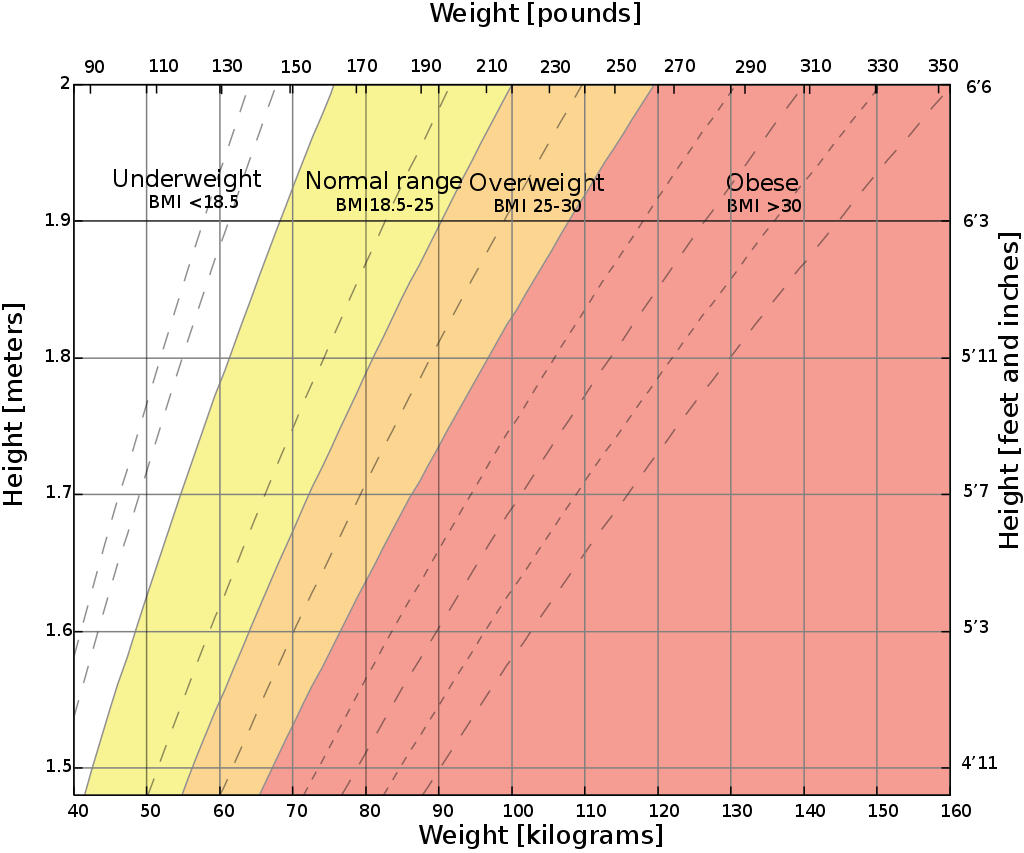 Weight [pounds]
90 110 130 150 170 190 210 230 250 270 290 310 330 350
2 6’6
Underweight Normal range Overweight Obese
BMI <18.5 BMI18.5-25 BMI 25-30 BMI >30
1.9 6’3
Height [meters]
Height [feet and inches]
1.8 5’11
1.7 5’7
1.6 5’3
1.5 4’11
40 50 60 70 80 90 100 110 120 130 140 150 160
Weight [kilograms]